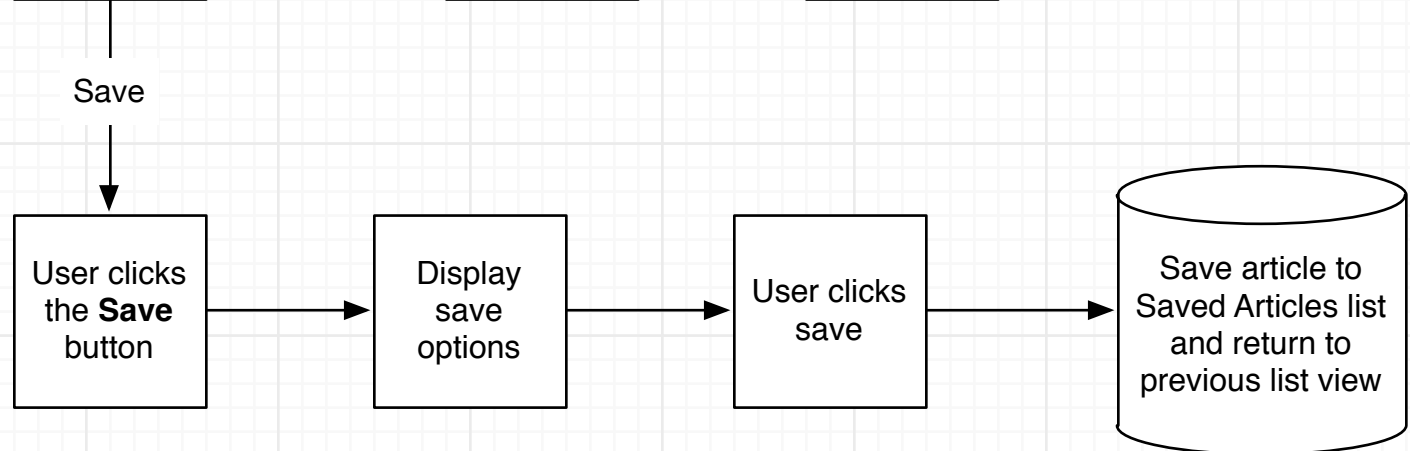 Save
User clicks
the Save
button
Display
save
options
User clicks
save
Save article to
Saved Articles list
and return to
previous list view